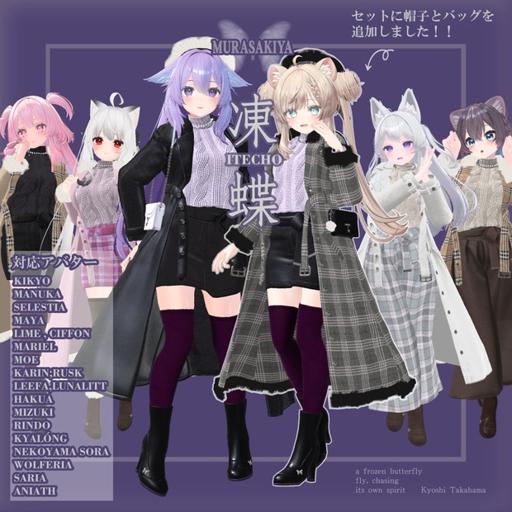 セットに帽子とバッグを
追加しました！！
MURASAKIYA
凍
ITECHO
蝶
対応アバター
KIKYO
MANUKA
SELESTIA
MAYA
LIME , CIFFON
MARIEL
MOE
KARIN;RUSK
LEEFA,LUNALITT
HAKUA
MIZUKI
RINDO
KYALONG
NEKOYAMA SORA
WOLFERIA
SARIA
ANIATH
a frozen butterfly
fly, chasing
its own spirit Kyoshi Takahama